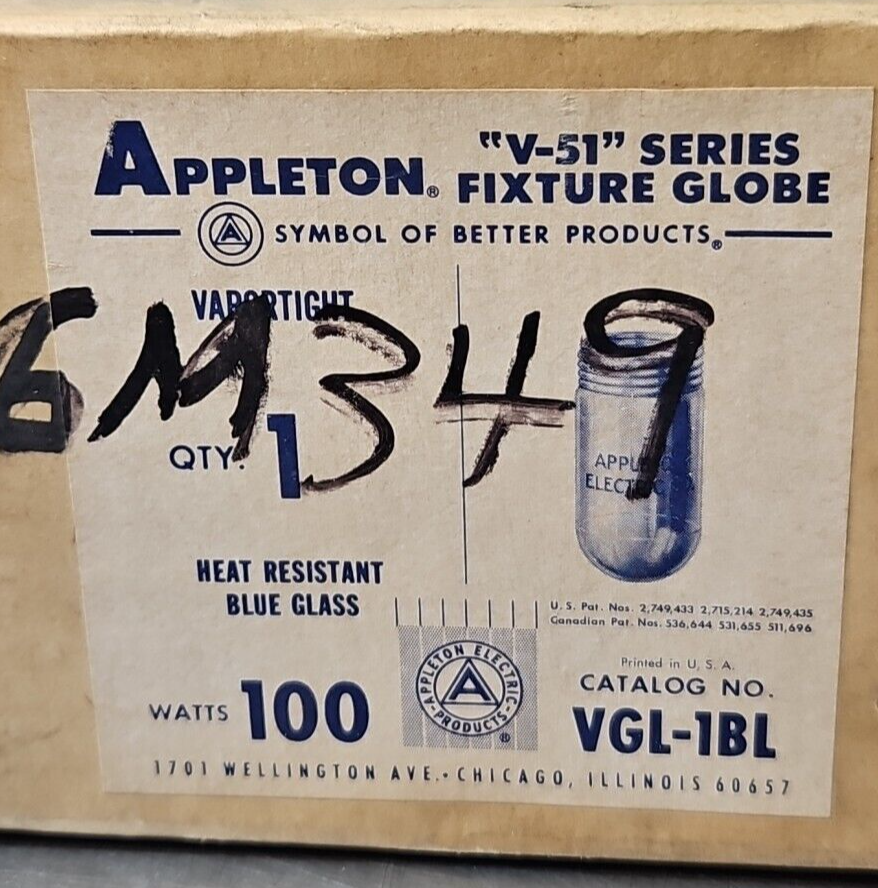 APPLETON®
"V-51" SERIES
FIXTURE GLOBE
A SYMBOL OF BETTER PRODUCTS®
VAPORTIGHT
6M349
QTY. 1
APPLETON
ELECTRIC CO.
HEAT RESISTANT
BLUE GLASS
U. S. Pat. Nos. 2,749,433 2,715,214 2,749,435
Canadian Pat. Nos. 536,644 531,655 511,696
WATTS 100
APPLETON ELECTRIC
A
•PRODUCTS•®
Printed in U. S. A.
CATALOG NO.
VGL-1BL
1701 WELLINGTON AVE.•CHICAGO, ILLINOIS 60657